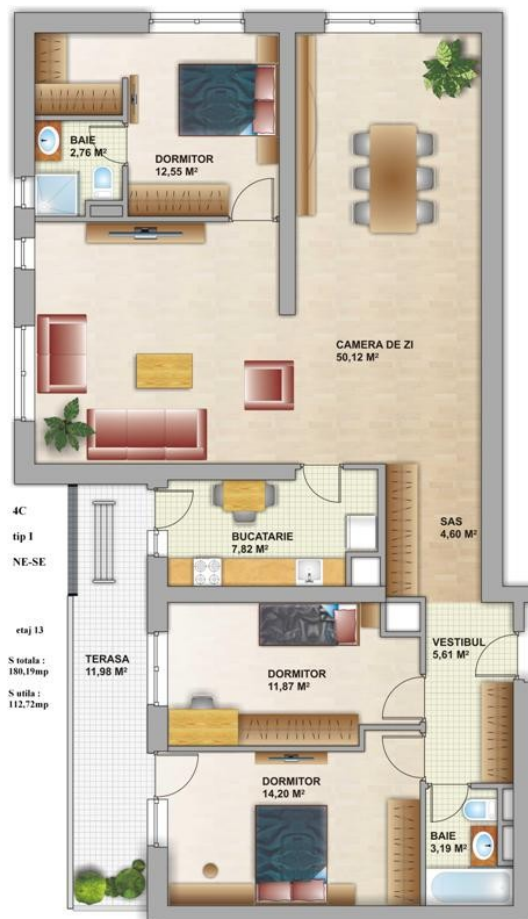 BAIE
2,76 M²
DORMITOR
12,55 M²
CAMERA DE ZI
50,12 M²
4C
tip I
NE-SE
BUCATARIE
7,82 M²
SAS
4,60 M²
etaj 13
S totala :
180,19mp
S utila :
112,72mp
TERASA
11,98 M²
DORMITOR
11,87 M²
VESTIBUL
5,61 M²
DORMITOR
14,20 M²
BAIE
3,19 M²